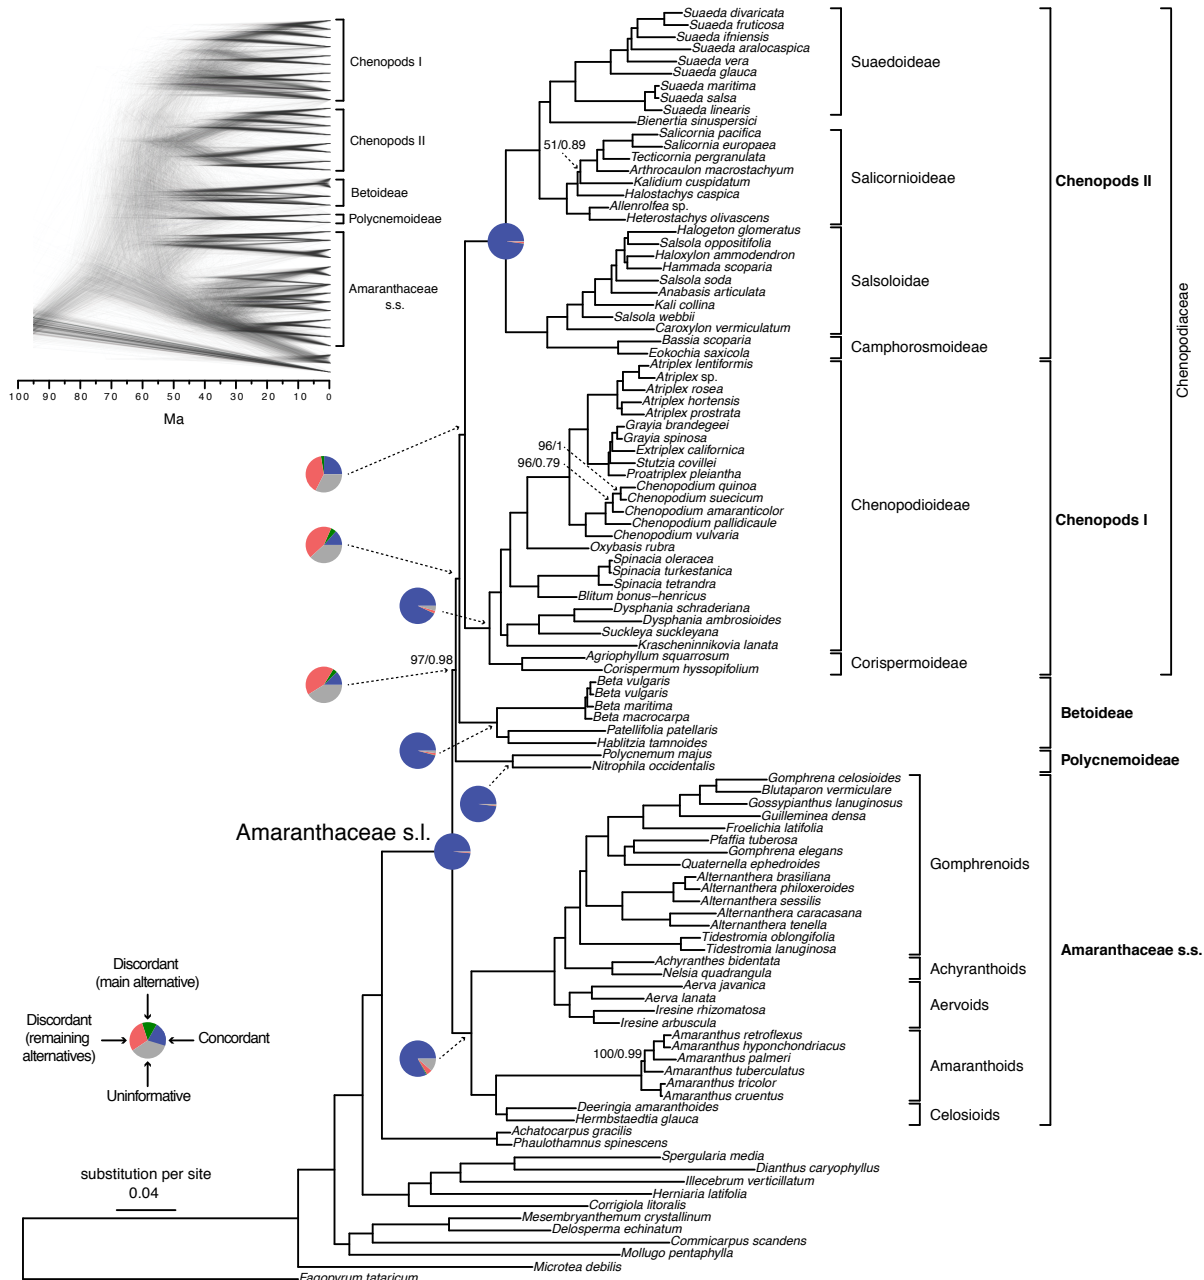 Chenopods I
Chenopods II
Betoideae
Polycnemoideae
Amaranthaceae
s.s.
100 90 80 70 60 50 40 30 20 10 0
Ma
Suaeda divaricata
Suaeda fruticosa
Suaeda ifniensis
Suaeda aralocaspica
Suaeda vera
Suaeda glauca
Suaeda maritima
Suaeda salsa
Suaeda linearis
Bienertia sinuspersici
Salicornia pacifica
Salicornia europaea
Tecticornia pergranulata
Arthrocaulon macrostachyum
Kalidium cuspidatum
Halostachys caspica
Allenrolfea sp.
Heterostachys olivascens
Halogeton glomeratus
Salsola oppositifolia
Haloxylon ammodendron
Hammada scoparia
Salsola soda
Anabasis articulata
Kali collina
Salsola webbii
Caroxylon vermiculatum
Bassia scoparia
Eokochia saxicola
Atriplex lentiformis
Atriplex sp.
Atriplex rosea
Atriplex hortensis
Atriplex prostrata
Grayia brandegeei
Grayia spinosa
Extriplex californica
Stutzia covillei
Proatriplex pleiantha
Chenopodium quinoa
Chenopodium suecicum
Chenopodium amaranticolor
Chenopodium pallidicaule
Chenopodium vulvaria
Oxybasis rubra
Spinacia oleracea
Spinacia turkestanica
Spinacia tetrandra
Blitum bonus−henricus
Dysphania schraderiana
Dysphania ambrosioides
Suckleya suckleyana
Krascheninnikovia lanata
Agriophyllum squarrosum
Corispermum hyssopifolium
Beta vulgaris
Beta vulgaris
Beta maritima
Beta macrocarpa
Patellifolia patellaris
Hablitzia tamnoides
Polycnemum majus
Nitrophila occidentalis
Gomphrena celosioides
Blutaparon vermiculare
Gossypianthus lanuginosus
Guilleminea densa
Froelichia latifolia
Pfaffia tuberosa
Gomphrena elegans
Quaternella ephedroides
Alternanthera brasiliana
Alternanthera philoxeroides
Alternanthera sessilis
Alternanthera caracasana
Alternanthera tenella
Tidestromia oblongifolia
Tidestromia lanuginosa
Achyranthes bidentata
Nelsia quadrangula
Aerva javanica
Aerva lanata
Iresine rhizomatosa
Iresine arbuscula
Amaranthus retroflexus
Amaranthus hyponchondriacus
Amaranthus palmeri
Amaranthus tuberculatus
Amaranthus tricolor
Amaranthus cruentus
Deeringia amaranthoides
Hermbstaedtia glauca
Achatocarpus gracilis
Phaulothamnus spinescens
Spergularia media
Dianthus caryophyllus
Illecebrum verticillatum
Herniaria latifolia
Corrigiola litoralis
Mesembryanthemum crystallinum
Delosperma echinatum
Commicarpus scandens
Mollugo pentaphylla
Microtea debilis
Fagopyrum tataricum
51/0.89
96/1
96/0.79
97/0.98
100/0.99
Amaranthaceae s.l.
Suaedoideae
Salicornioideae
Salsoloidae
Camphorosmoideae
Chenopodioideae
Corispermoideae
Gomphrenoids
Achyranthoids
Aervoids
Amaranthoids
Celosioids
Chenopods II
Chenopods I
Betoideae
Polycnemoideae
Amaranthaceae s.s.
Chenopodiaceae
Discordant
(main alternative)
Discordant
(remaining
alternatives)
Concordant
Uninformative
substitution per site
0.04